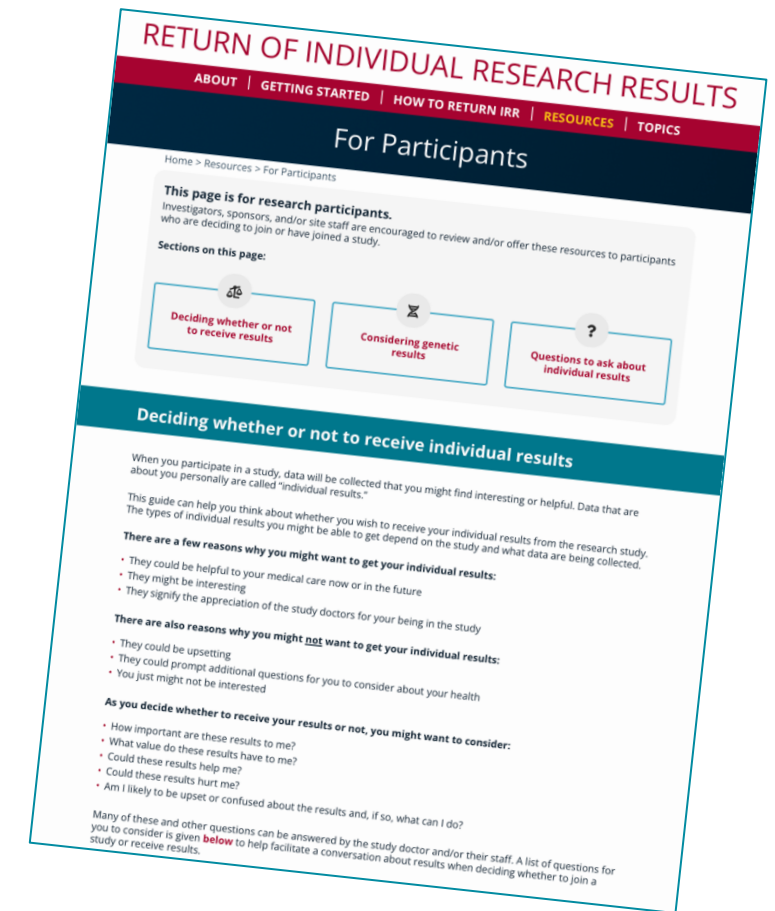 RETURN OF INDIVIDUAL RESEARCH RESULTS
ABOUT | GETTING STARTED | HOW TO RETURN IRR | RESOURCES | TOPICS
For Participants
Home > Resources > For Participants
This page is for research participants.
Investigators, sponsors, and/or site staff are encouraged to review and/or offer these resources to participants
who are deciding to join or have joined a study.
Sections on this page:
Deciding whether or not
to receive results
Considering genetic
results
?
Questions to ask about
individual results
Deciding whether or not to receive individual results
When you participate in a study, data will be collected that you might find interesting or helpful. Data that are
about you personally are called "individual results."
This guide can help you think about whether you wish to receive your individual results from the research study.
The types of individual results you might be able to get depend on the study and what data are being collected.
There are a few reasons why you might want to get your individual results:
• They could be helpful to your medical care now or in the future
• They might be interesting
• They signify the appreciation of the study doctors for your being in the study
There are also reasons why you might not want to get your individual results:
• They could be upsetting
• They could prompt additional questions for you to consider about your health
• You just might not be interested
As you decide whether to receive your results or not, you might want to consider:
• How important are these results to me?
• What value do these results have to me?
• Could these results help me?
• Could these results hurt me?
• Am I likely to be upset or confused about the results and, if so, what can I do?
Many of these and other questions can be answered by the study doctor and/or their staff. A list of questions for
you to consider is given below to help facilitate a conversation about results when deciding whether to join a
study or receive results.